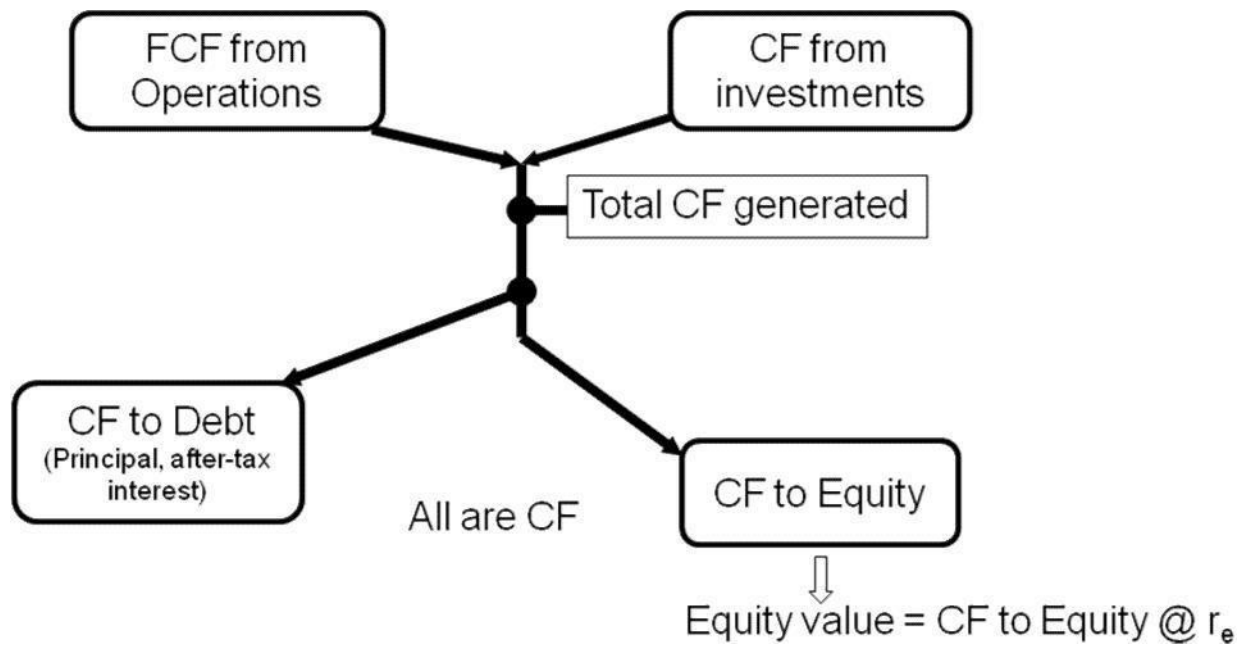 FCF from
Operations
CF from
investments
Total CF generated
CF to Debt
(Principal, after-tax
interest)
All are CF
CF to Equity
Equity value = CF to Equity @ rₑ